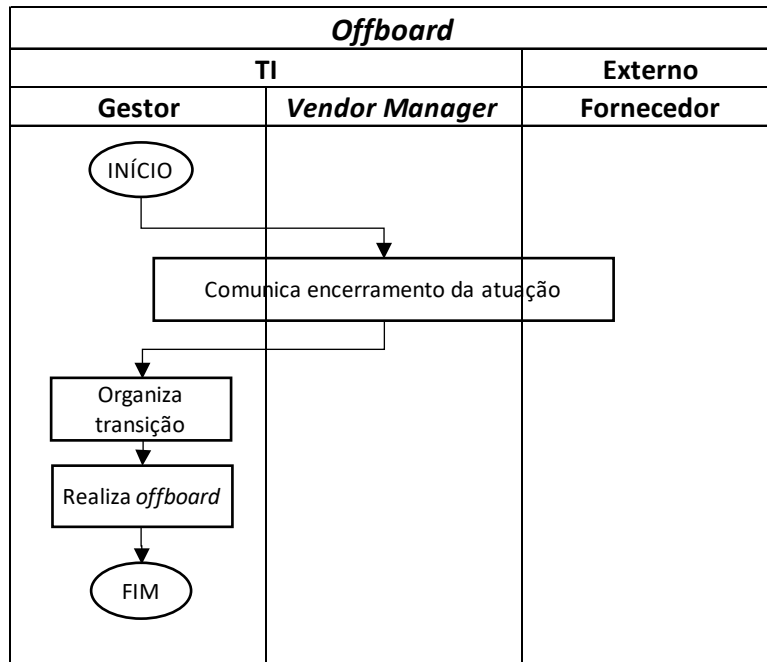 Offboard
TI
Externo
Gestor
Vendor Manager
Fornecedor
INÍCIO
Comunica encerramento da atuação
Organiza
transição
Realiza offboard
FIM